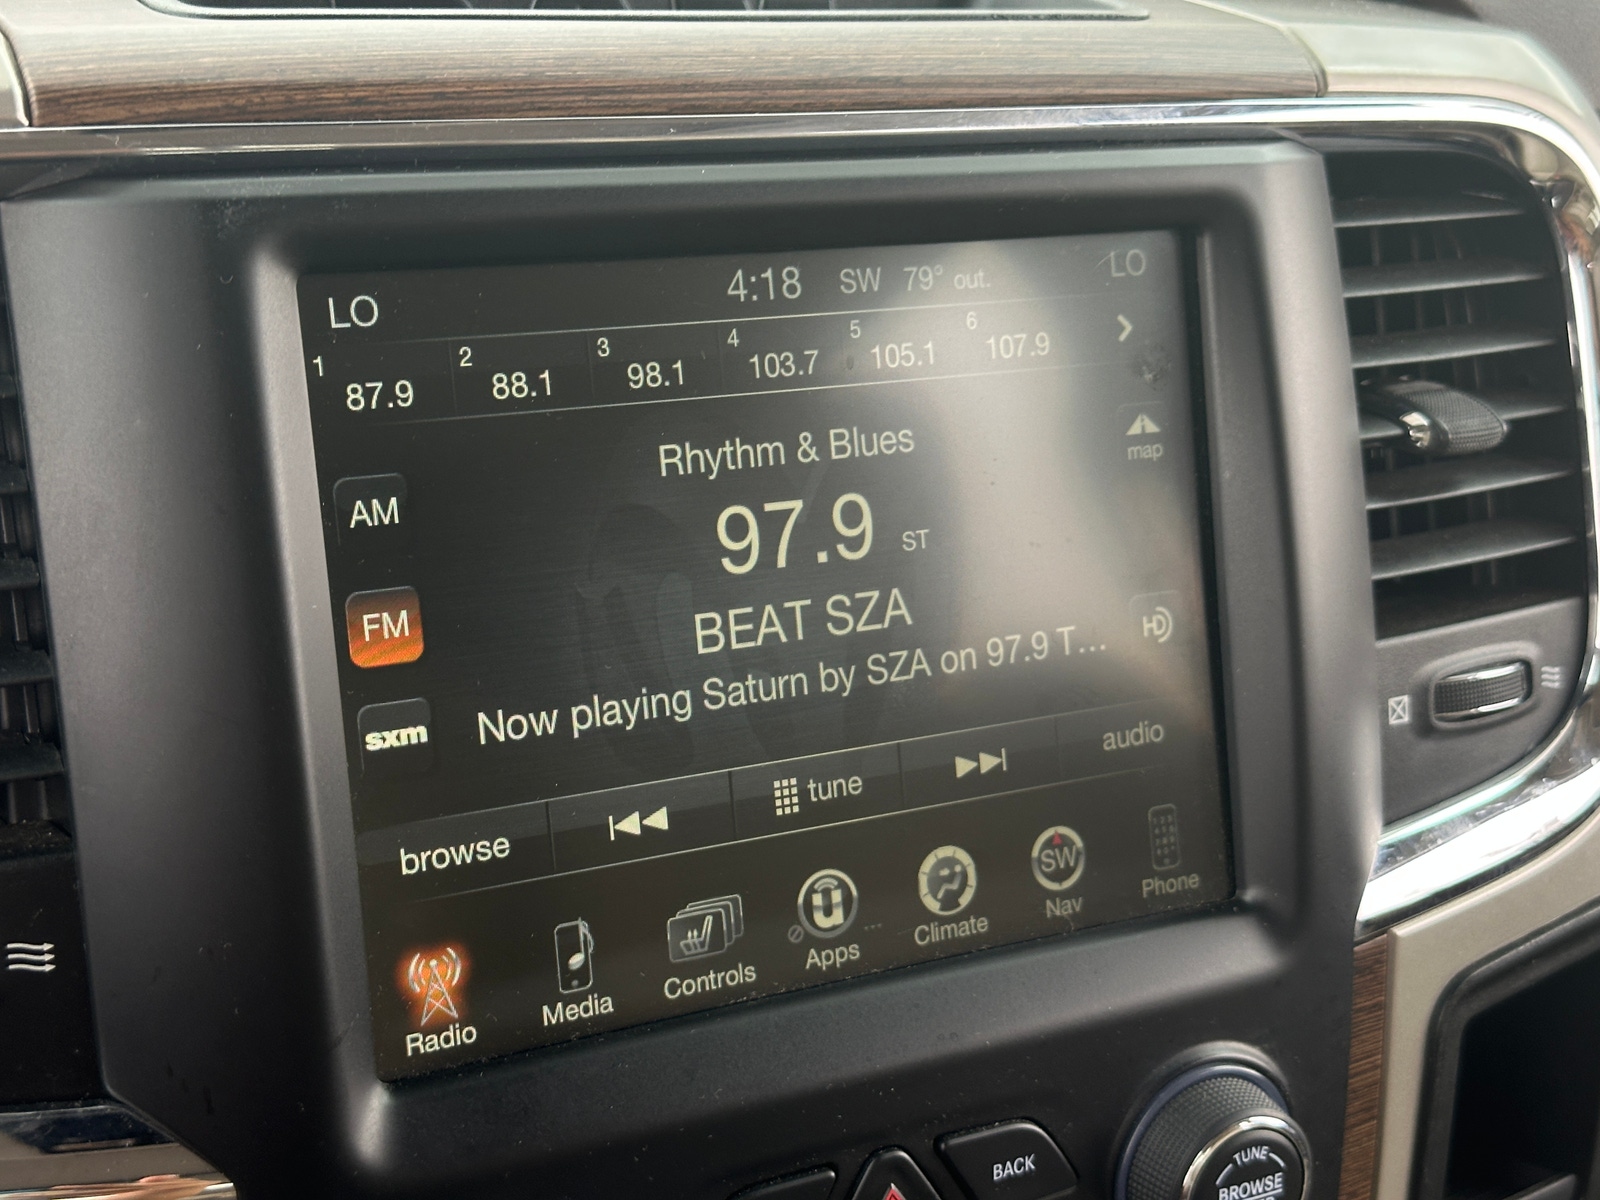 LO 4:18 SW 79° out. LO
1 87.9 2 88.1 3 98.1 4 103.7 5 105.1 6 107.9
Rhythm & Blues
map
AM
97.9 ST
FM
BEAT SZA
HD
Now playing Saturn by SZA on 97.9 T...
sxm
browse tune audio
Radio Media Controls Apps Climate SW Nav Phone
BACK
TUNE
BROWSE